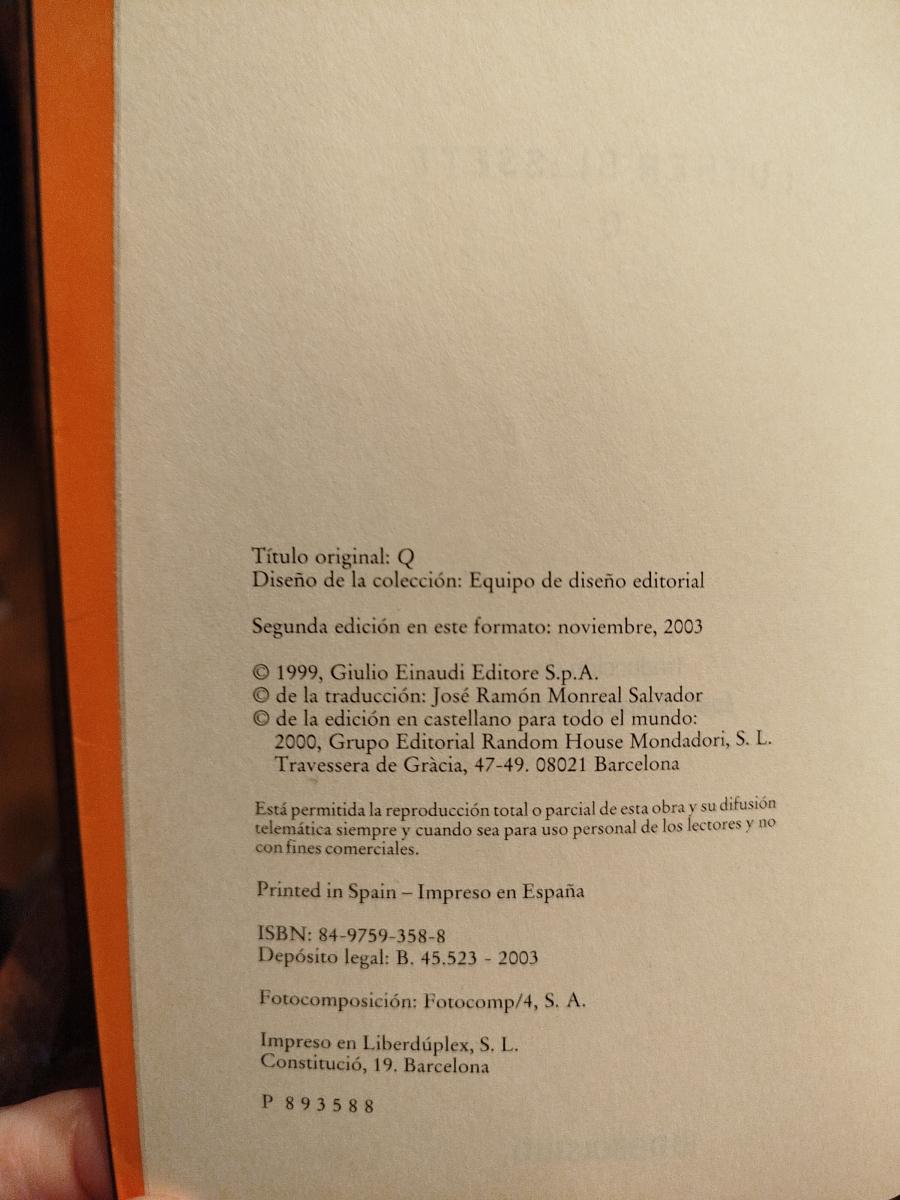 Título original: Q
Diseño de la colección: Equipo de diseño editorial
Segunda edición en este formato: noviembre, 2003
© 1999, Giulio Einaudi Editore S.p.A.
© de la traducción: José Ramón Monreal Salvador
© de la edición en castellano para todo el mundo:
2000, Grupo Editorial Random House Mondadori, S. L.
Travessera de Gràcia, 47-49. 08021 Barcelona
Está permitida la reproducción total o parcial de esta obra y su difusión
telemática siempre y cuando sea para uso personal de los lectores y no
con fines comerciales.
Printed in Spain – Impreso en España
ISBN: 84-9759-358-8
Depósito legal: B. 45.523 - 2003
Fotocomposición: Fotocomp/4, S. A.
Impreso en Liberdúplex, S. L.
Constitució, 19. Barcelona
P 893588